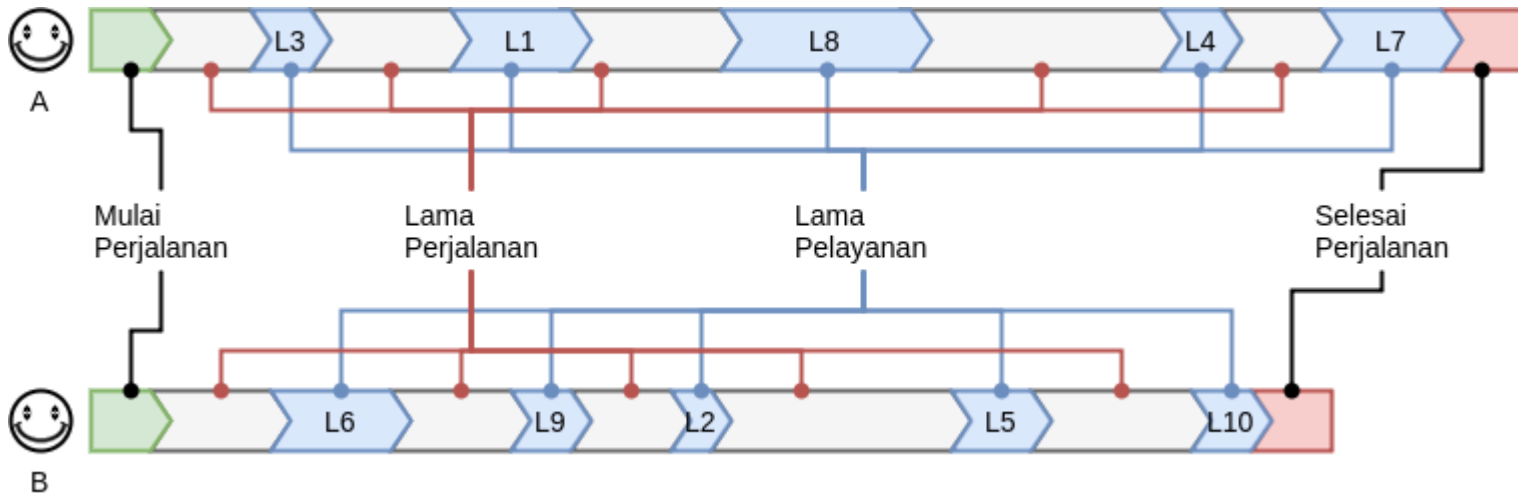 L3 L1 L8 L4 L7
A
Mulai
Perjalanan
Lama
Perjalanan
Lama
Pelayanan
Selesai
Perjalanan
L6 L9 L2 L5 L10
B